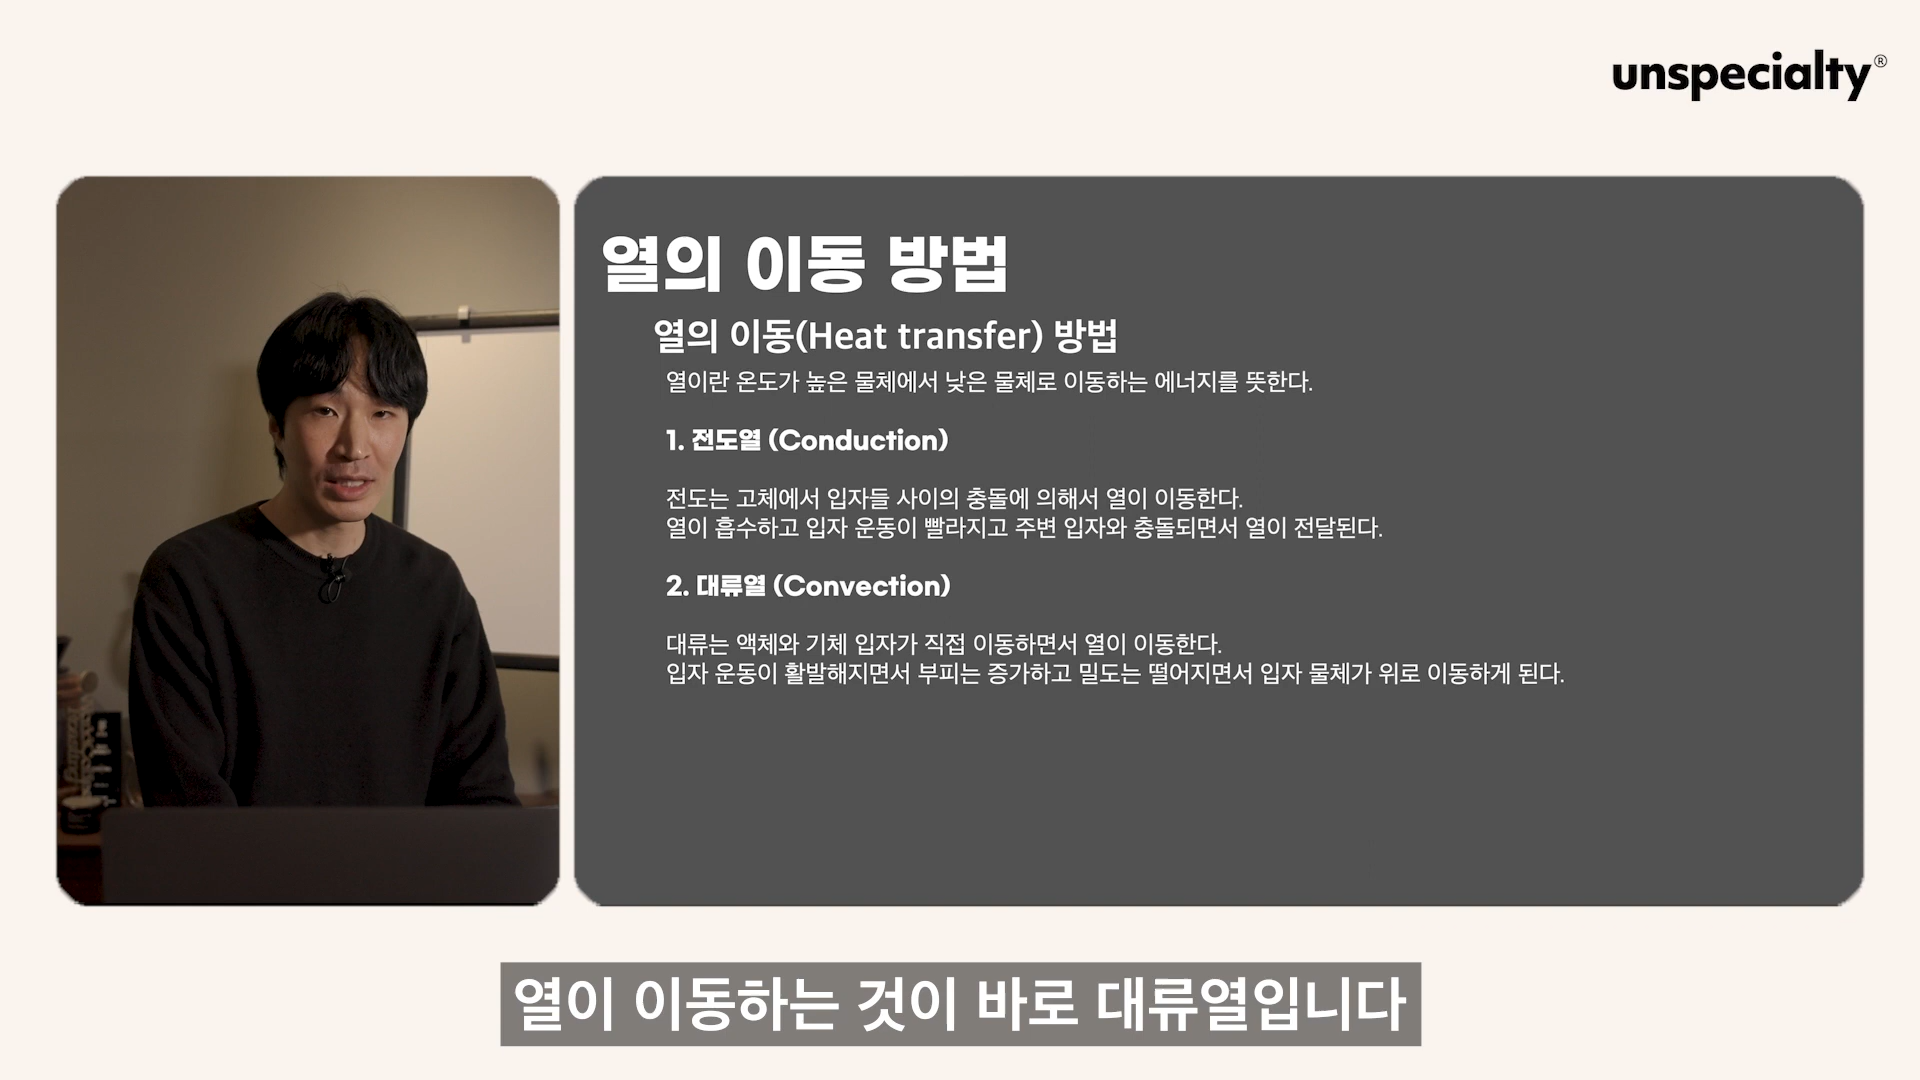 unspecialty®
열의 이동 방법
열의 이동(Heat transfer) 방법
열이란 온도가 높은 물체에서 낮은 물체로 이동하는 에너지를 뜻한다.
1. 전도열 (Conduction)
전도는 고체에서 입자들 사이의 충돌에 의해서 열이 이동한다.
열이 흡수하고 입자 운동이 빨라지고 주변 입자와 충돌되면서 열이 전달된다.
2. 대류열 (Convection)
대류는 액체와 기체 입자가 직접 이동하면서 열이 이동한다.
입자 운동이 활발해지면서 부피는 증가하고 밀도는 떨어지면서 입자 물체가 위로 이동하게 된다.
열이 이동하는 것이 바로 대류열입니다